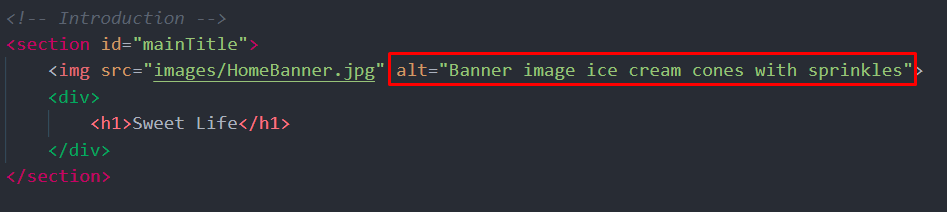 <!-- Introduction -->
<section id="mainTitle">
<img src="images/HomeBanner.jpg" alt="Banner image ice cream cones with sprinkles">
<div>
<h1>Sweet Life</h1>
</div>
</section>